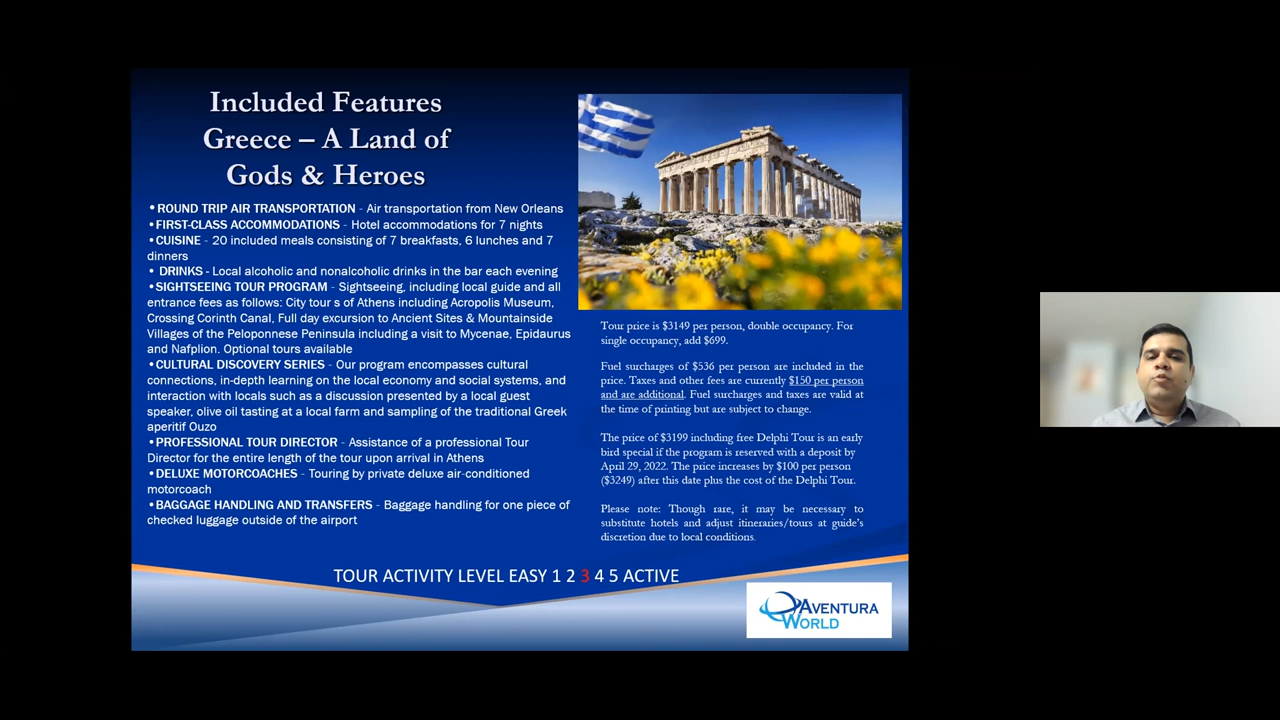 Included Features
Greece – A Land of
Gods & Heroes
•ROUND TRIP AIR TRANSPORTATION - Air transportation from New Orleans
•FIRST-CLASS ACCOMMODATIONS - Hotel accommodations for 7 nights
•CUISINE - 20 included meals consisting of 7 breakfasts, 6 lunches and 7
dinners
• DRINKS - Local alcoholic and nonalcoholic drinks in the bar each evening
•SIGHTSEEING TOUR PROGRAM - Sightseeing, including local guide and all
entrance fees as follows: City tour s of Athens including Acropolis Museum,
Crossing Corinth Canal, Full day excursion to Ancient Sites & Mountainside
Villages of the Peloponnese Peninsula including a visit to Mycenae, Epidaurus
and Nafplion. Optional tours available
•CULTURAL DISCOVERY SERIES - Our program encompasses cultural
connections, in-depth learning on the local economy and social systems, and
interaction with locals such as a discussion presented by a local guest
speaker, olive oil tasting at a local farm and sampling of the traditional Greek
aperitif Ouzo
•PROFESSIONAL TOUR DIRECTOR - Assistance of a professional Tour
Director for the entire length of the tour upon arrival in Athens
•DELUXE MOTORCOACHES - Touring by private deluxe air-conditioned
motorcoach
•BAGGAGE HANDLING AND TRANSFERS - Baggage handling for one piece of
checked luggage outside of the airport
Tour price is $3149 per person, double occupancy. For
single occupancy, add $699.
Fuel surcharges of $536 per person are included in the
price. Taxes and other fees are currently $150 per person
and are additional. Fuel surcharges and taxes are valid at
the time of printing but are subject to change.
The price of $3199 including free Delphi Tour is an early
bird special if the program is reserved with a deposit by
April 29, 2022. The price increases by $100 per person
($3249) after this date plus the cost of the Delphi Tour.
Please note: Though rare, it may be necessary to
substitute hotels and adjust itineraries/tours at guide's
discretion due to local conditions.
TOUR ACTIVITY LEVEL EASY 1 2 3 4 5 ACTIVE
AVENTURA
WORLD